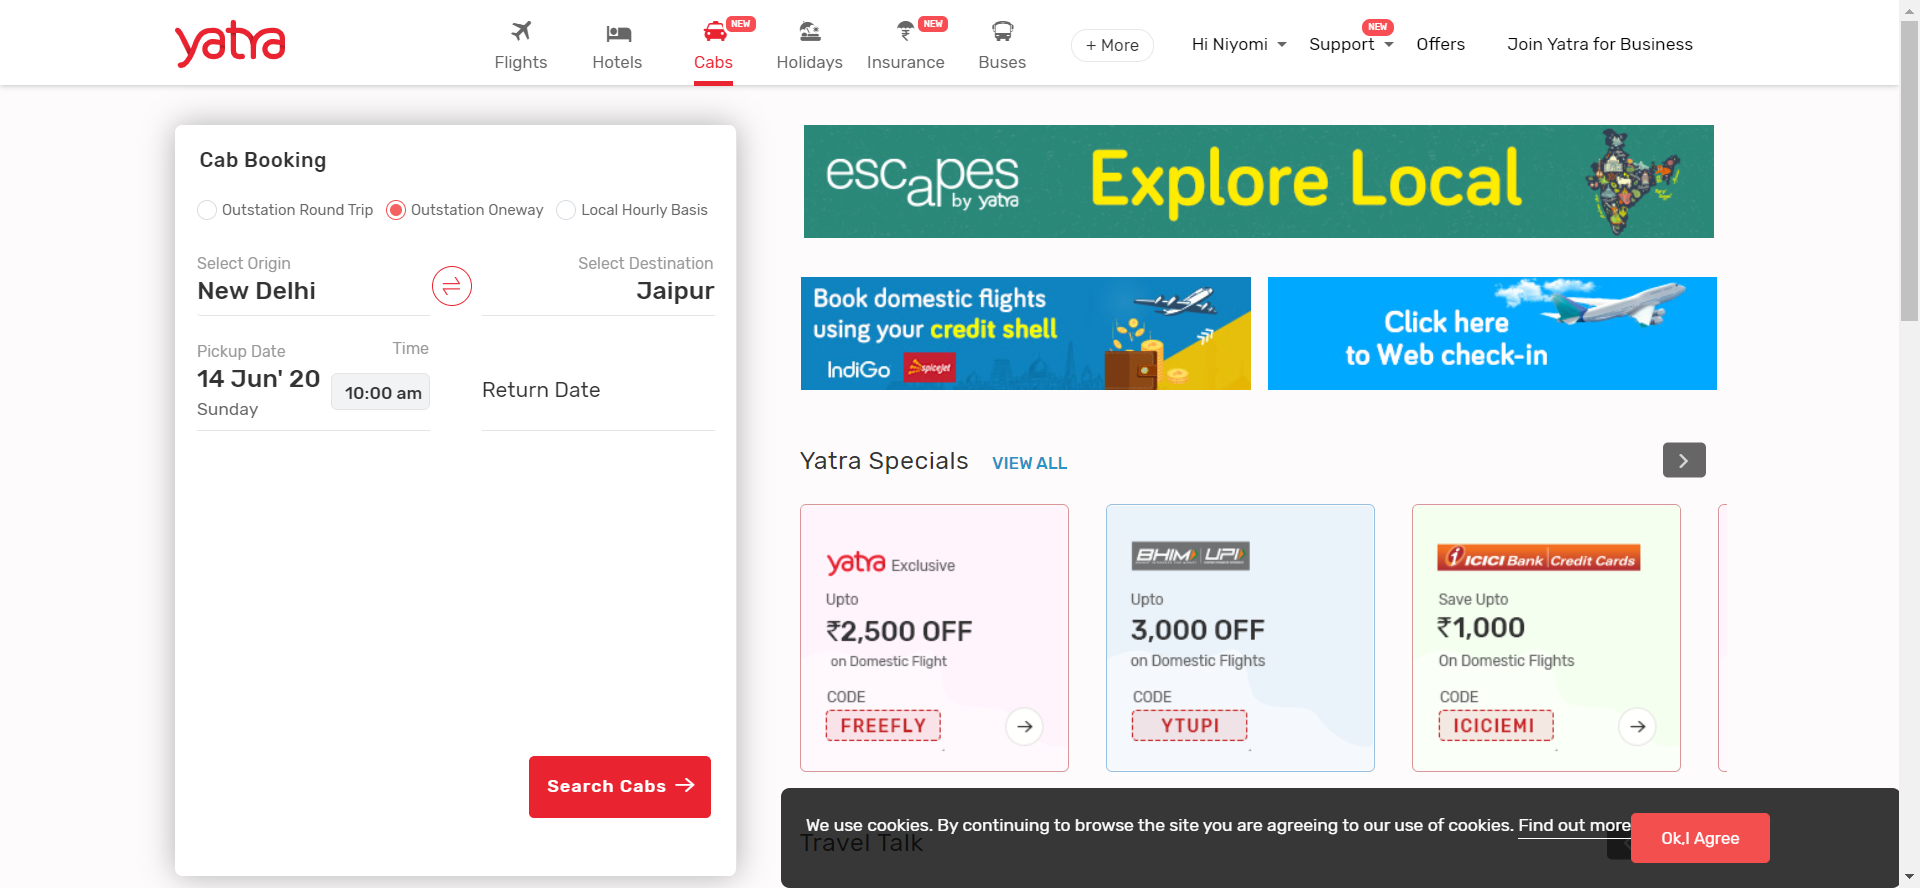 yatra
Flights
Hotels
NEW
Cabs
Holidays
NEW
Insurance
Buses
+ More
Hi Niyomi
NEW
Support
Offers
Join Yatra for Business
Cab Booking
Outstation Round Trip
Outstation Oneway
Local Hourly Basis
Select Origin
New Delhi
Select Destination
Jaipur
Pickup Date
14 Jun' 20
Sunday
Time
10:00 am
Return Date
Search Cabs
escapes
by yatra
Explore Local
Book domestic flights
using your credit shell
IndiGo
spicejet
Click here
to Web check-in
Yatra Specials
VIEW ALL
yatra Exclusive
Upto
₹2,500 OFF
on Domestic Flight
CODE
FREEFLY
BHIM UPI
Upto
3,000 OFF
on Domestic Flights
CODE
YTUPI
ICICI Bank Credit Cards
Save Upto
₹1,000
On Domestic Flights
CODE
ICICIEMI
We use cookies. By continuing to browse the site you are agreeing to our use of cookies. Find out more
Ok,I Agree
Travel Talk